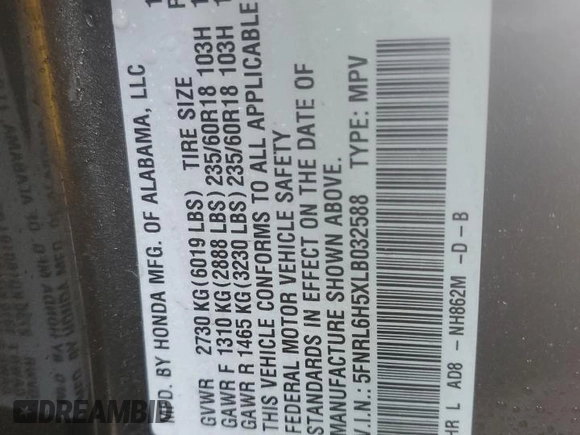 MFD. BY HONDA MFG. OF ALABAMA, LLC
GVWR 2730 KG(6019 LBS) TIRE SIZE
GAWR F 1310 KG(2888 LBS) 235/60R18 103H
GAWR R 1465 KG(3230 LBS) 235/60R18 103H
THIS VEHICLE CONFORMS TO ALL APPLICABLE
FEDERAL MOTOR VEHICLE SAFETY
STANDARDS IN EFFECT ON THE DATE OF
MANUFACTURE SHOWN ABOVE.
V.I.N.: 5FNRL6H5XLB032588 TYPE: MPV
HR L A08 -NH862M -D-B
DREAMBID